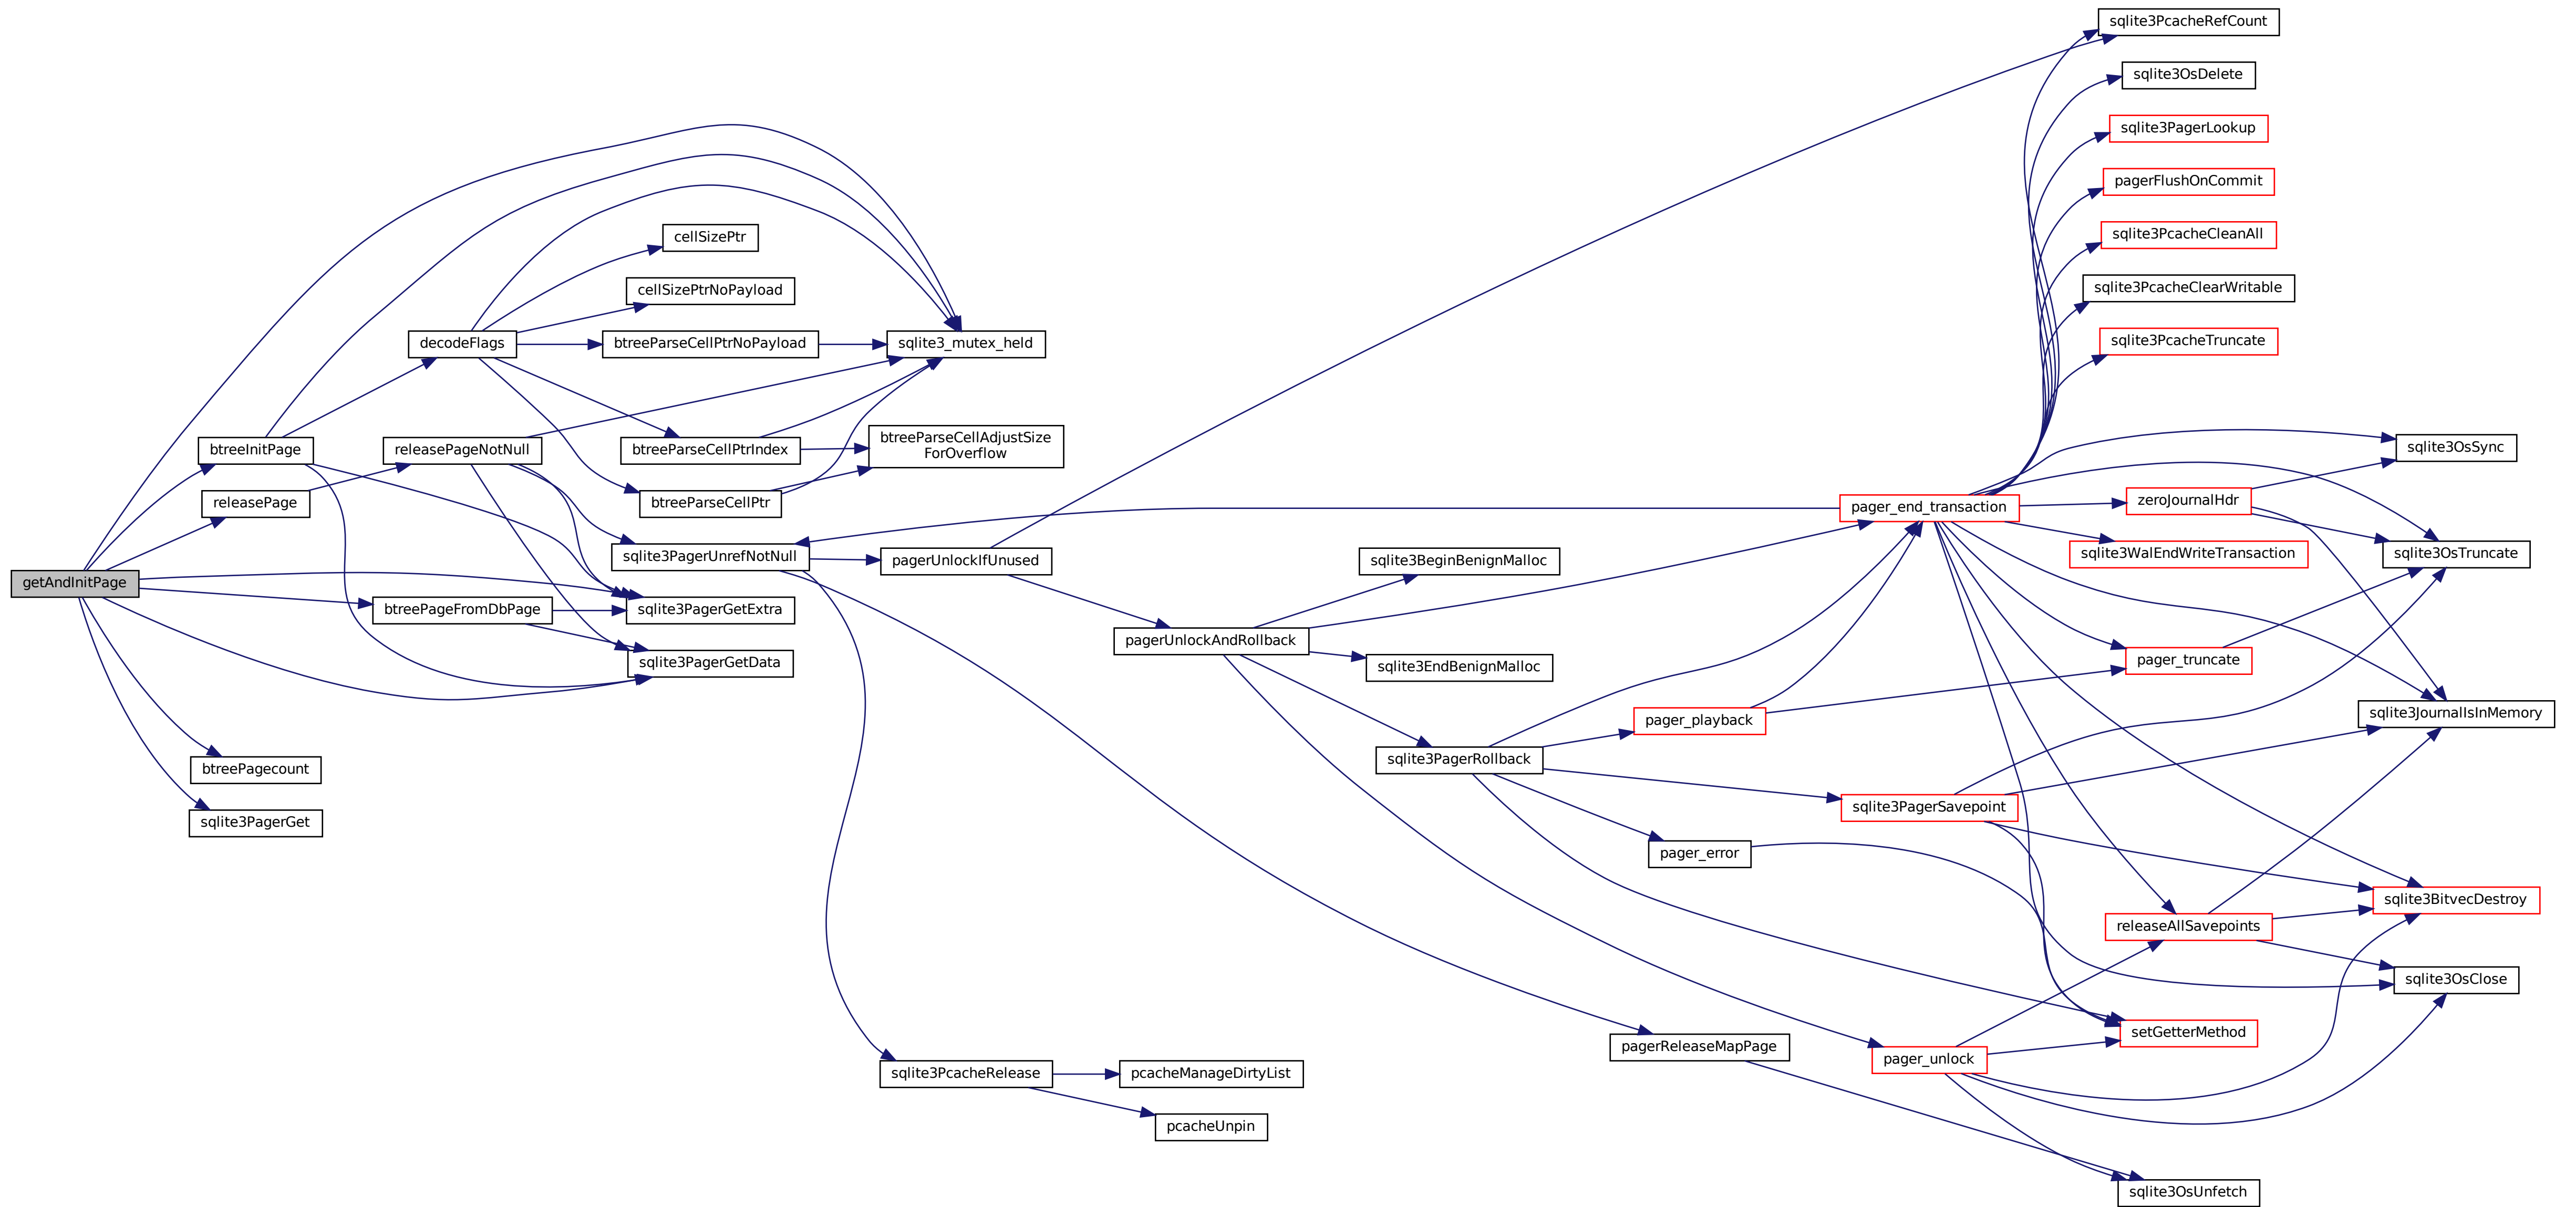 sqlite3PcacheRefCount
sqlite3OsDelete
sqlite3PagerLookup
pagerFlushOnCommit
cellSizePtr
sqlite3PcacheCleanAll
cellSizePtrNoPayload
sqlite3PcacheClearWritable
decodeFlags
btreeParseCellPtrNoPayload
sqlite3_mutex_held
sqlite3PcacheTruncate
btreeInitPage
releasePageNotNull
btreeParseCellPtrIndex
btreeParseCellAdjustSize
ForOverflow
sqlite3OsSync
releasePage
btreeParseCellPtr
pager_end_transaction
zeroJournalHdr
getAndInitPage
sqlite3PagerUnrefNotNull
pagerUnlockIfUnused
sqlite3BeginBenignMalloc
sqlite3WalEndWriteTransaction
sqlite3OsTruncate
btreePageFromDbPage
sqlite3PagerGetExtra
pagerUnlockAndRollback
sqlite3PagerGetData
sqlite3EndBenignMalloc
pager_truncate
pager_playback
sqlite3JournalIsInMemory
btreePagecount
sqlite3PagerRollback
sqlite3PagerGet
sqlite3PagerSavepoint
pager_error
sqlite3BitvecDestroy
releaseAllSavepoints
sqlite3OsClose
setGetterMethod
pagerReleaseMapPage
pager_unlock
sqlite3PcacheRelease
pcacheManageDirtyList
pcacheUnpin
sqlite3OsUnfetch